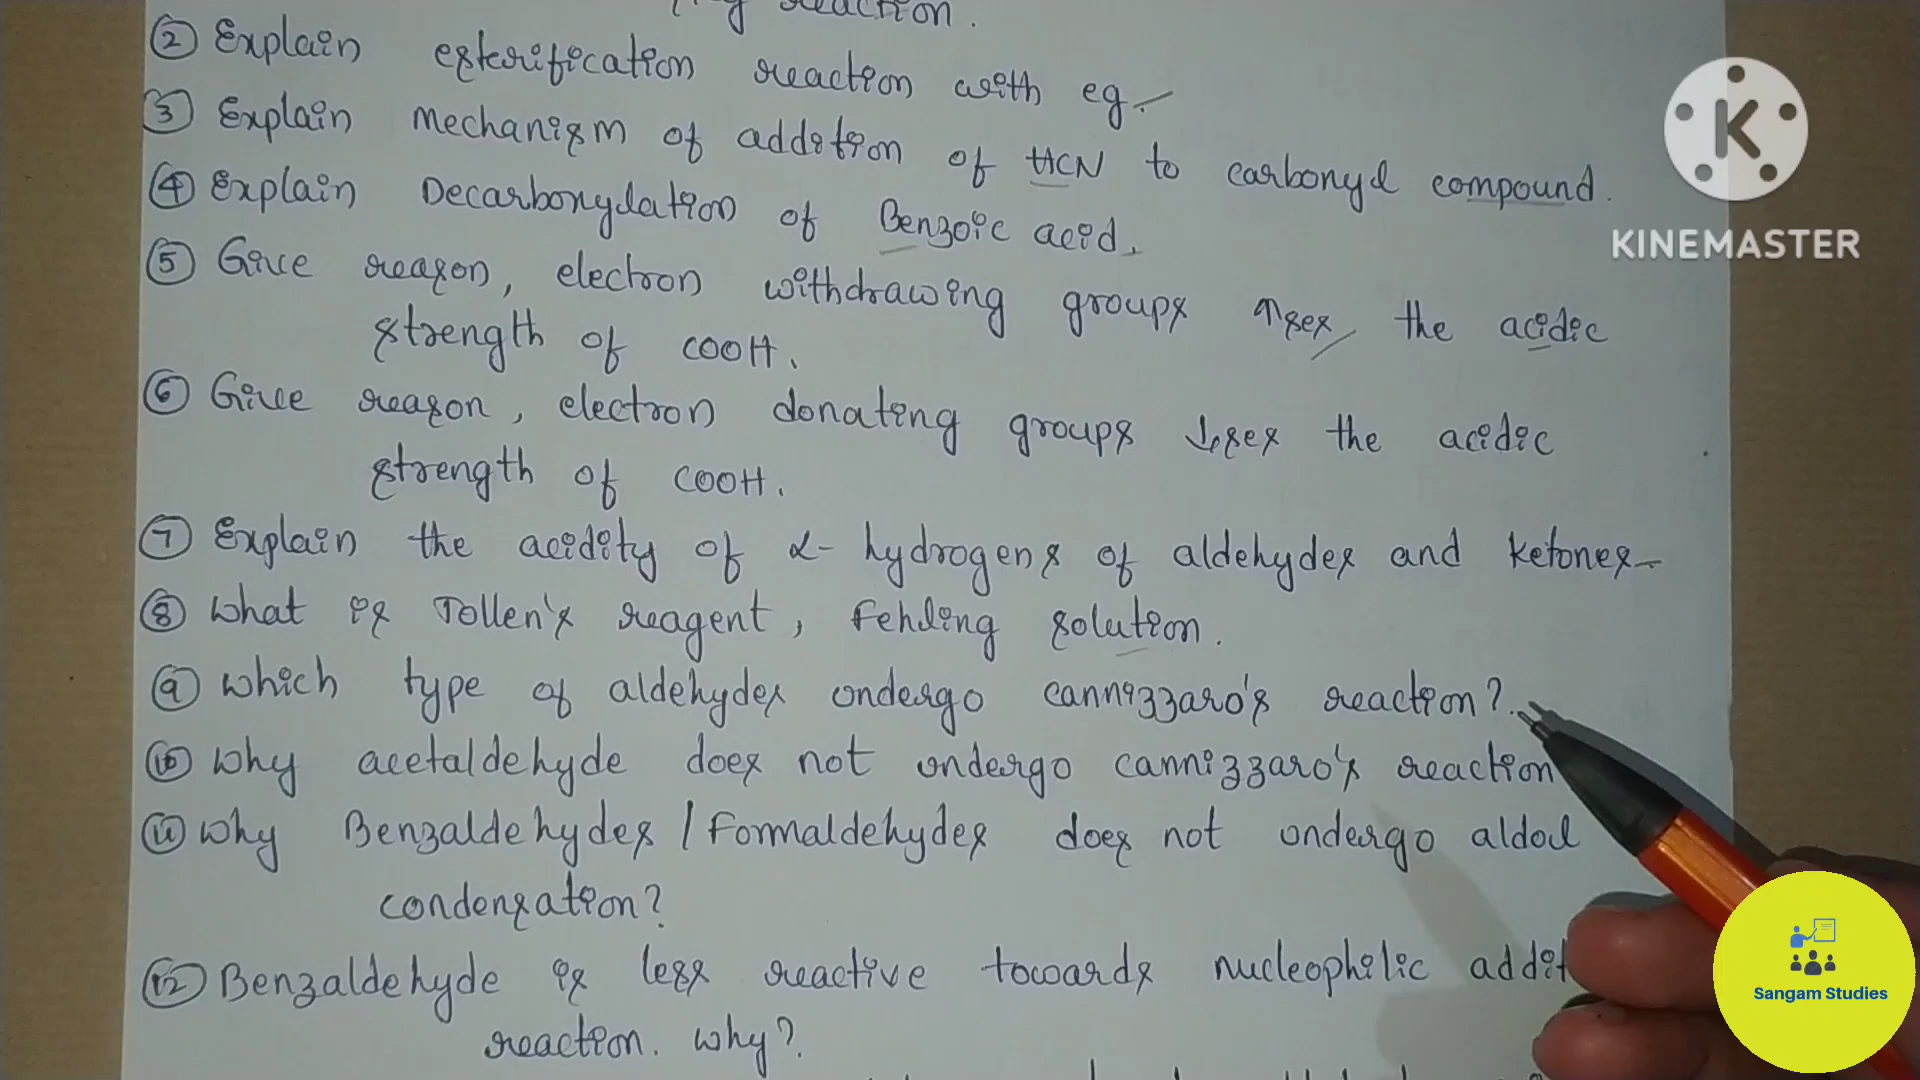 reaction.
② Explain esterification reaction with eg.
③ Explain mechanism of addition of HCN to carbonyl compound.
④ Explain Decarbonylation of Benzoic acid.
⑤ Give reason, electron withdrawing groups ↑ses the acidic
strength of COOH.
⑥ Give reason, electron donating groups ↓ses the acidic
strength of COOH.
⑦ Explain the acidity of α- hydrogens of aldehydes and ketones
⑧ What is Tollen's reagent, Fehling solution.
⑨ which type of aldehydes undergo cannizzaro's reaction?
⑩ why acetaldehyde does not undergo cannizzaro's reaction
⑪ why Benzaldehydes / Formaldehydes does not undergo aldol
condensation?
⑫ Benzaldehyde is less reactive towards nucleophilic addit
reaction. why?
KINEMASTER
Sangam Studies